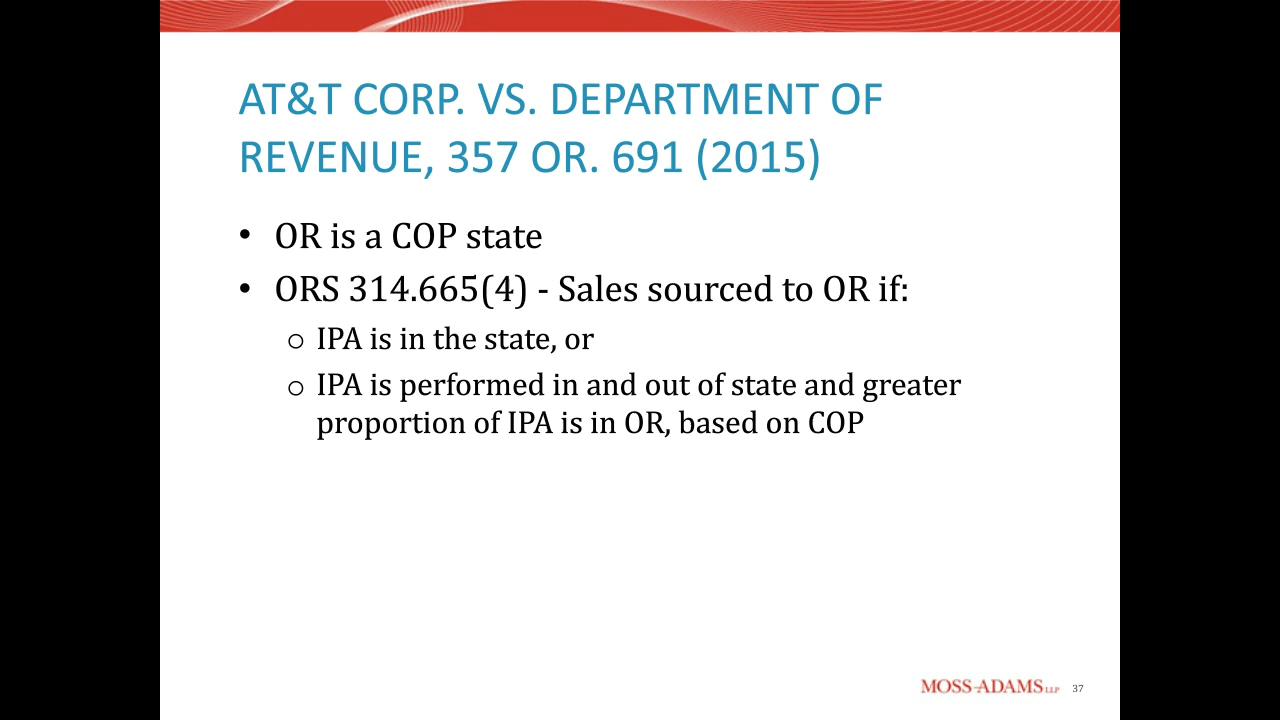 AT&T CORP. VS. DEPARTMENT OF
REVENUE, 357 OR. 691 (2015)
• OR is a COP state
• ORS 314.665(4) - Sales sourced to OR if:
o IPA is in the state, or
o IPA is performed in and out of state and greater
proportion of IPA is in OR, based on COP
MOSS-ADAMS LLP 37